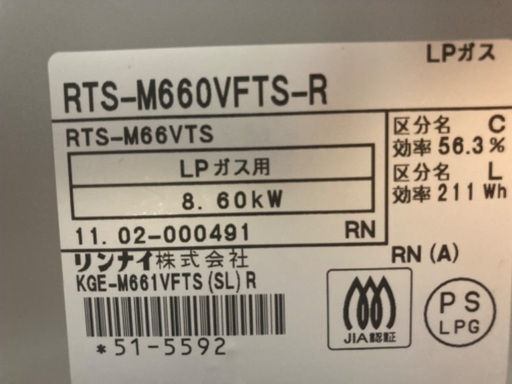 LPガス
RTS-M660VFTS-R
RTS-M66VTS
LPガス用
8.60kW
区分名 C
効率 56.3%
区分名 L
効率 211Wh
11.02-000491 RN
リンナイ株式会社
RN(A)
KGE-M661VFTS(SL)R
*51-5592
JIA認証
PS
LPG